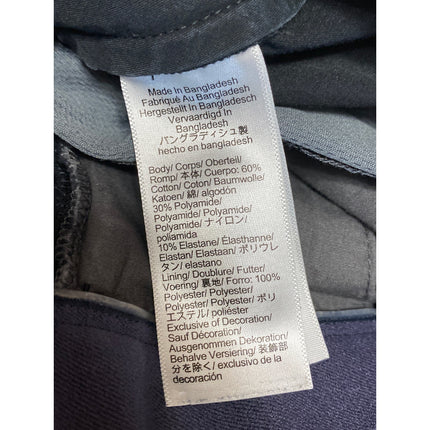 Made In Bangladesh
Fabriqué Au Bangladesh
Hergestellt In Bangladesch
Vervaardigd In
Bangladesh
バングラディシュ製
hecho en bangladesh
Body/ Corps/ Oberteil/
Romp/ 本体/ Cuerpo: 60%
Cotton/ Coton/ Baumwolle/
Katoen/ 綿/ algodón
30% Polyamide/
Polyamide/ Polyamid/
Polyamide/ ナイロン/
poliamida
10% Elastane/ Élasthanne/
Elastan/ Elastaan/ ポリウレ
タン/ elastano
Lining/ Doublure/ Futter/
Voering/ 裏地/ Forro: 100%
Polyester/ Polyester/
Polyester/ Polyester/ ポリ
エステル/ poliéster
Exclusive of Decoration/
Sauf Décoration/
Ausgenommen Dekoration/
Behalve Versiering/ 装飾部
分を除く/ exclusivo de la
decoración